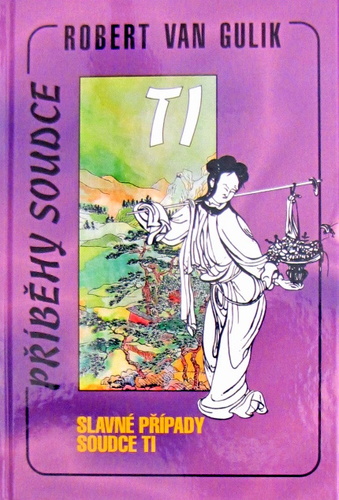 ROBERT VAN GULIK
PŘÍBĚHY SOUDCE
TI
SLAVNÉ PŘÍPADY
SOUDCE TI